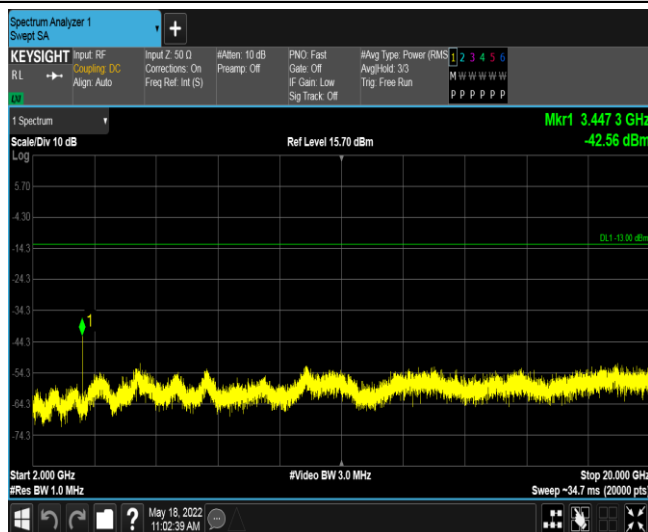 Spectrum Analyzer 1
Swept SA
+
KEYSIGHT
RL
LM
Input: RF
Coupling: DC
Align: Auto
Input Z: 50 Ω
Corrections: On
Freq Ref: Int (S)
#Atten: 10 dB
Preamp: Off
PNO: Fast
Gate: Off
IF Gain: Low
Sig Track: Off
#Avg Type: Power (RMS
Avg|Hold: 3/3
Trig: Free Run
1 2 3 4 5 6
M W W W W W
P P P P P P
1 Spectrum
Mkr1 3.447 3 GHz
Scale/Div 10 dB
Ref Level 15.70 dBm
-42.56 dBm
Log
5.70
-4.30
DL1 -13.00 dBm
-14.3
-24.3
-34.3
1
-44.3
-54.3
-64.3
-74.3
Start 2.000 GHz
#Video BW 3.0 MHz
Stop 20.000 GHz
#Res BW 1.0 MHz
Sweep ~34.7 ms (20000 pts)
?
May 18, 2022
11:02:39 AM